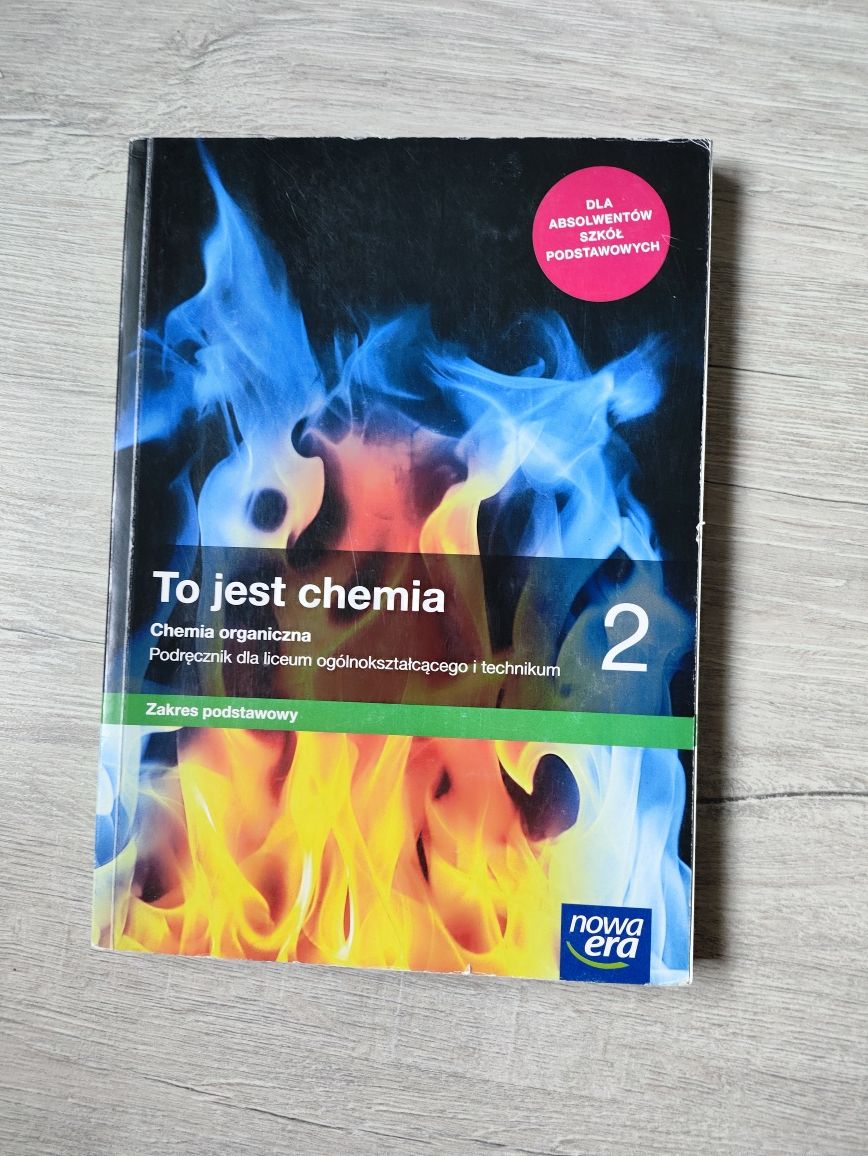 DLA
ABSOLWENTÓW
SZKÓŁ
PODSTAWOWYCH
To jest chemia
2
Chemia organiczna
Podręcznik dla liceum ogólnokształcącego i technikum
Zakres podstawowy
nowa
era